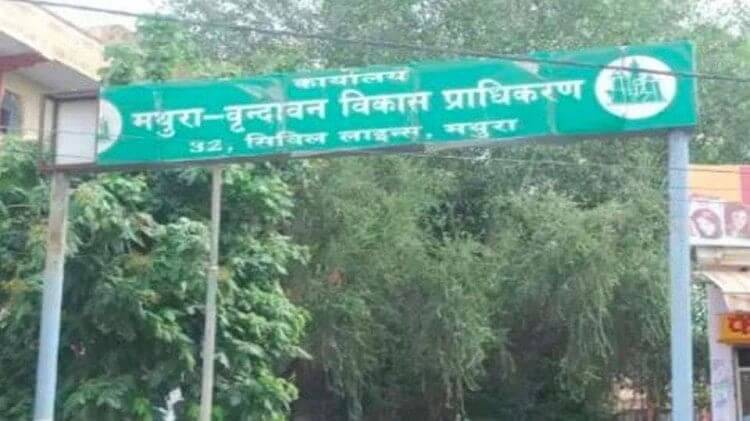 कार्यालय
मथुरा-वृन्दावन विकास प्राधिकरण
32, सिविल लाइन्स, मथुरा